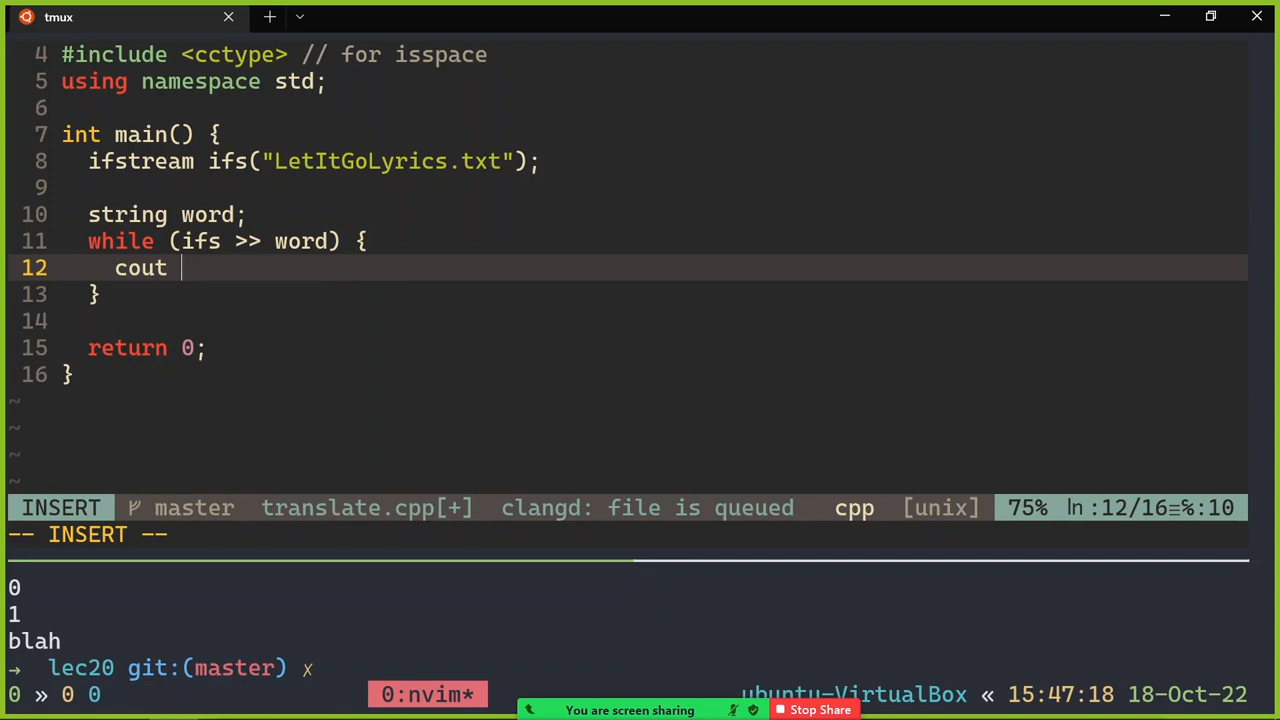 tmux
4 #include <cctype> // for isspace
5 using namespace std;
6
7 int main() {
8   ifstream ifs("LetItGoLyrics.txt");
9
10   string word;
11   while (ifs >> word) {
12     cout
13   }
14
15   return 0;
16 }
~
~
~
~
INSERT master translate.cpp[+] clangd: file is queued cpp [unix] 75% ln :12/16≡℅:10
-- INSERT --
0
1
blah
→ lec20 git:(master) ✗
0 » 0 0 0:nvim* ubuntu-VirtualBox « 15:47:18 18-Oct-22
You are screen sharing Stop Share